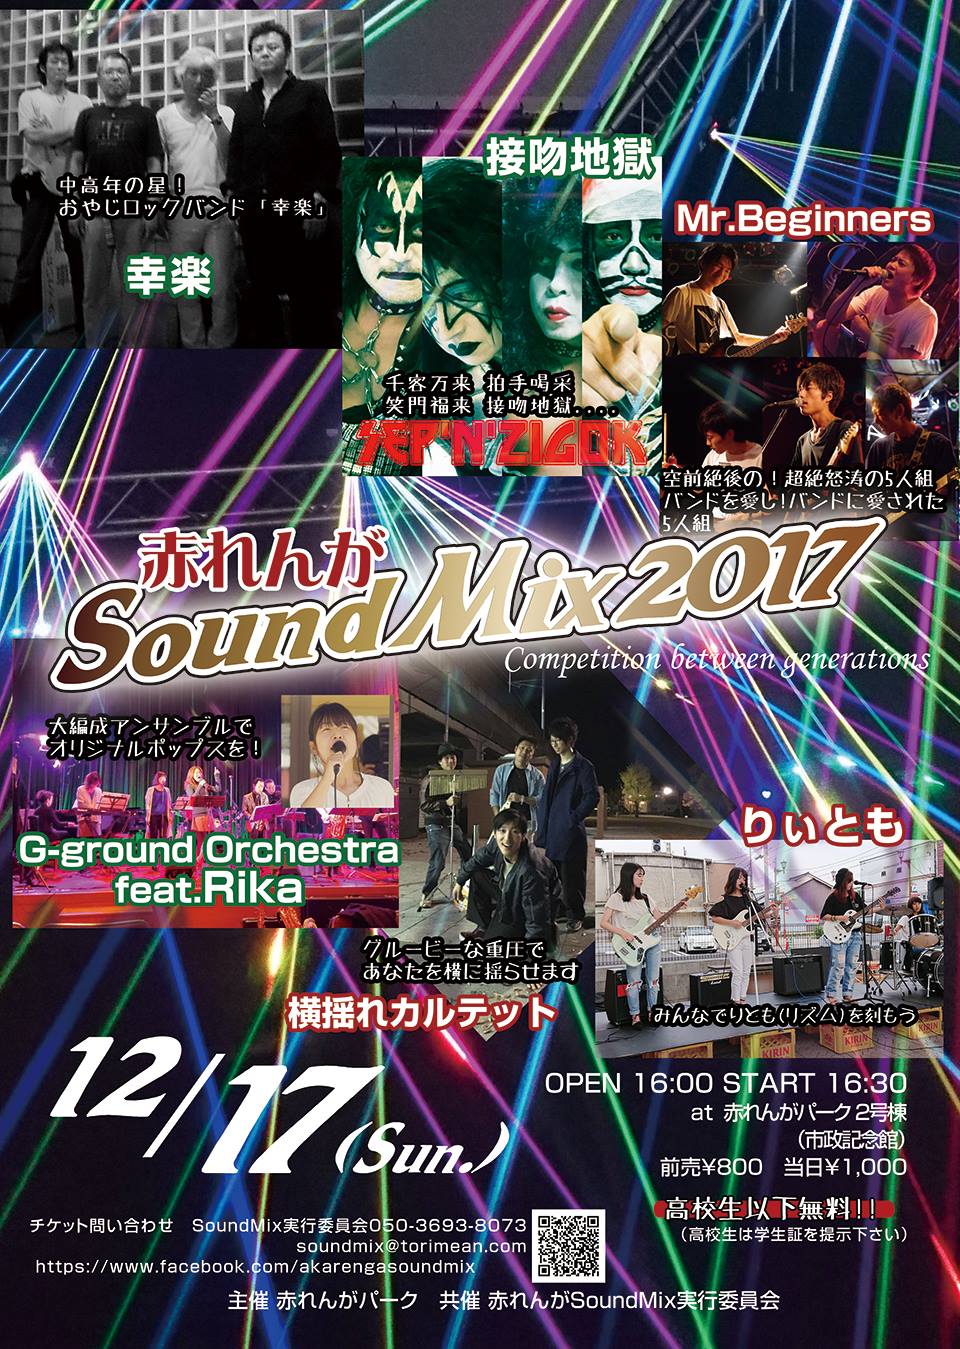 中高年の星！
おやじロックバンド「幸楽」
幸楽
接吻地獄
千客万来 拍手喝采
笑門福来 接吻地獄....
SEP'N'ZIGOK
Mr.Beginners
空前絶後の！超絶怒涛の5人組
バンドを愛し！バンドに愛された
5人組
赤れんが
Sound Mix 2017
Competition between generations
大編成アンサンブルで
オリジナルポップスを！
G-ground Orchestra
feat.Rika
グルービーな重圧で
あなたを横に揺らせます
横揺れカルテット
りぃとも
みんなでりとも(リズム)を刻もう
KIRIN
KIRIN
KIRIN
12/17(Sun.)
OPEN 16:00 START 16:30
at 赤れんがパーク2号棟
（市政記念館）
前売¥800　当日¥1,000
高校生以下無料!!
（高校生は学生証を提示下さい）
チケット問い合わせ　SoundMix実行委員会050-3693-8073
soundmix@torimean.com
https://www.facebook.com/akarengasoundmix
主催 赤れんがパーク　共催 赤れんがSoundMix実行委員会